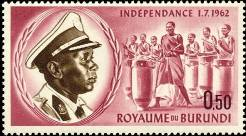 INDÉPENDANCE 1.7.1962
0,50
ROYAUME DU BURUNDI